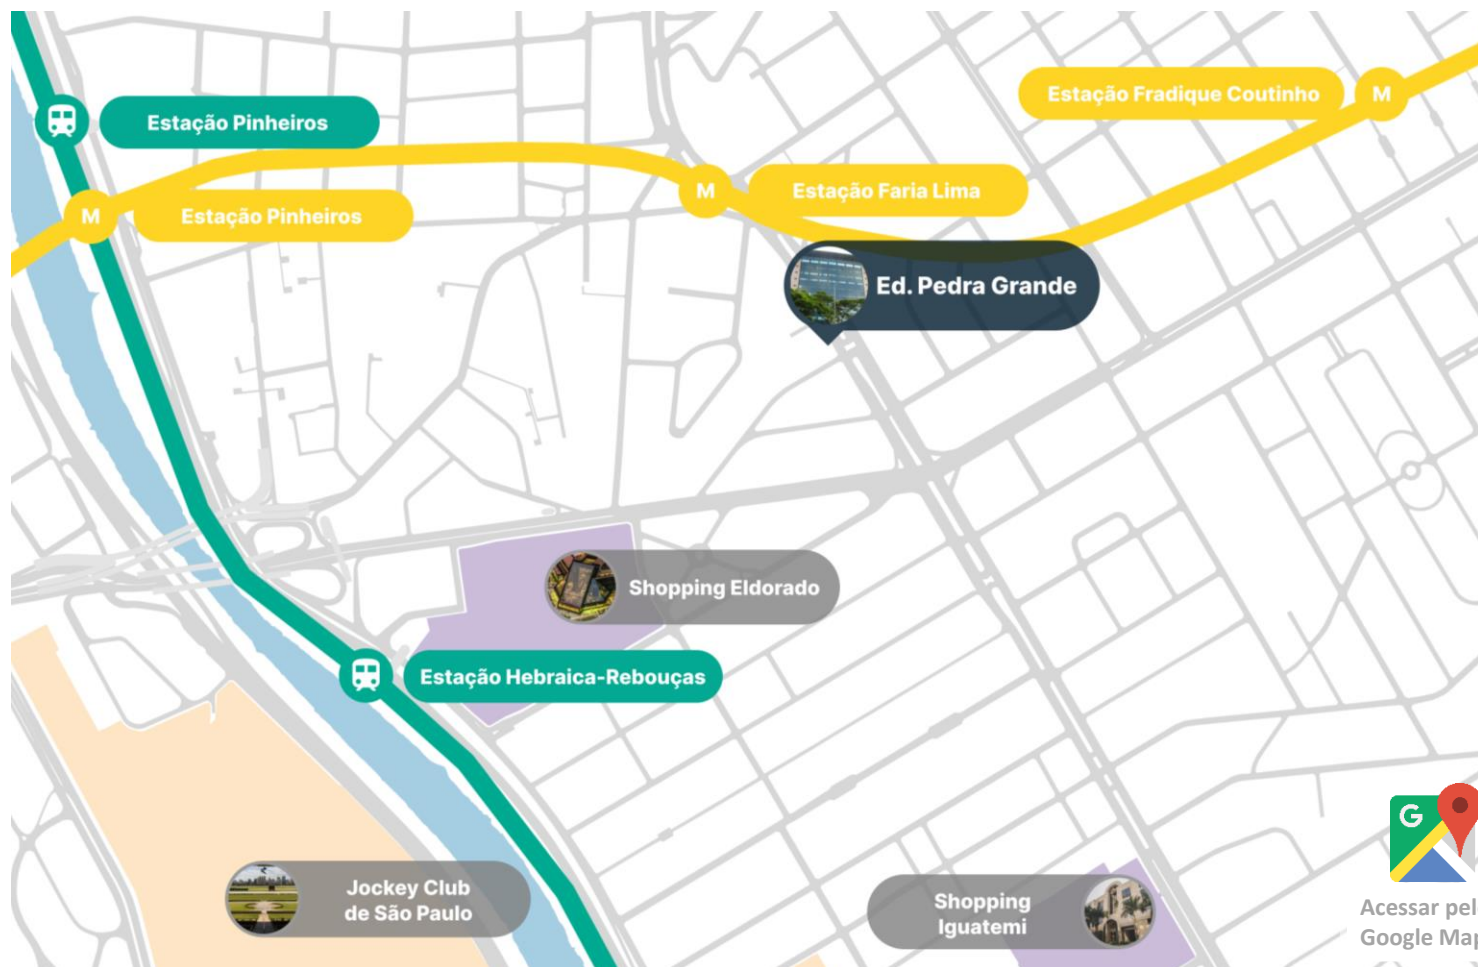 Estação Fradique Coutinho
M
Estação Pinheiros
M
Estação Faria Lima
M
Estação Pinheiros
Ed. Pedra Grande
Shopping Eldorado
Estação Hebraica-Rebouças
G
Jockey Club
de São Paulo
Shopping
Iguatemi
Acessar pel
Google Map